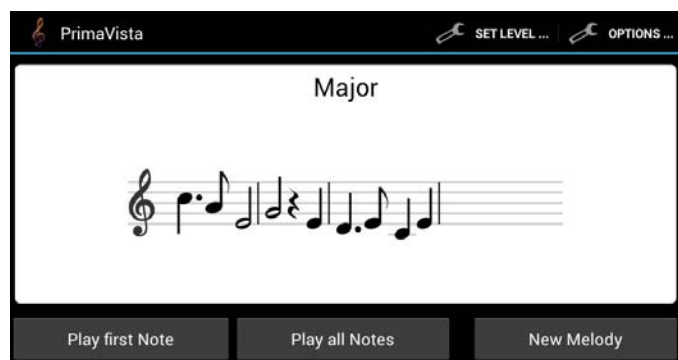 PrimaVista
SET LEVEL ...
OPTIONS ...
Major
Play first Note
Play all Notes
New Melody